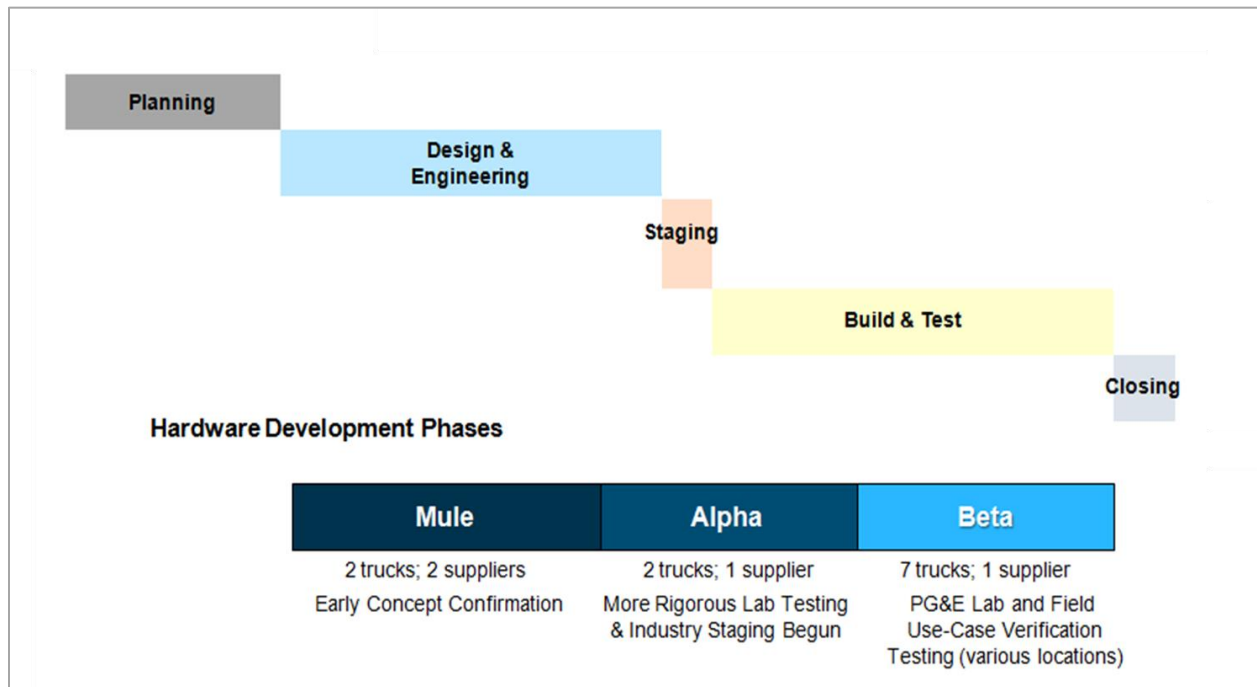 Planning
Design &
Engineering
Staging
Build & Test
Closing
Hardware Development Phases
Mule
Alpha
Beta
2 trucks; 2 suppliers
Early Concept Confirmation
2 trucks; 1 supplier
More Rigorous Lab Testing
& Industry Staging Begun
7 trucks; 1 supplier
PG&E Lab and Field
Use-Case Verification
Testing (various locations)